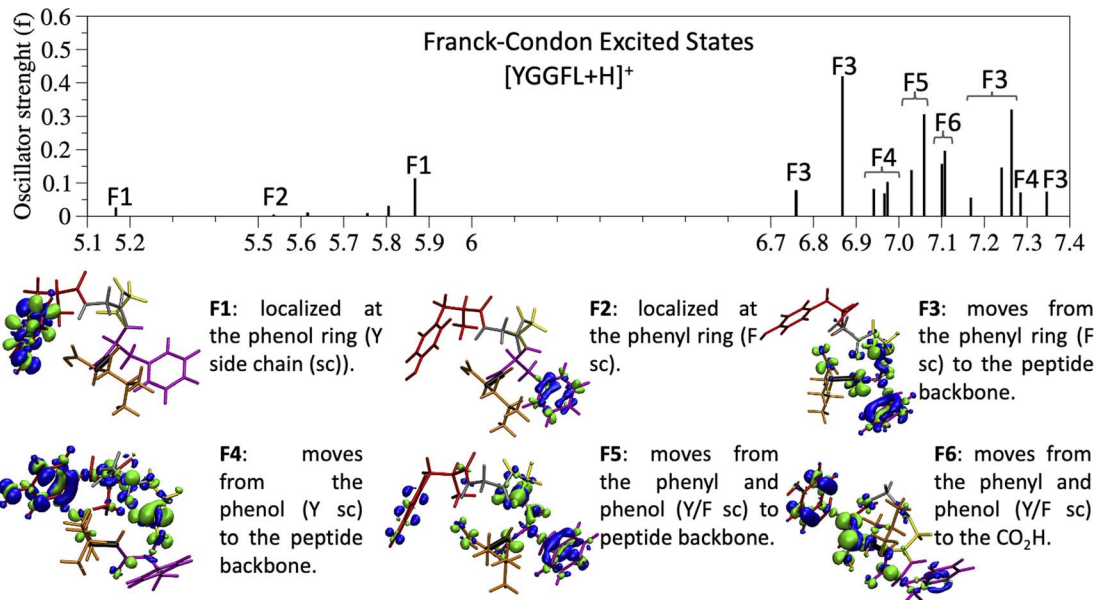 Oscillator strenght (f)
0.6
0.5
0.4
0.3
0.2
0.1
0
Franck-Condon Excited States
[YGGFL+H]⁺
F1
F2
F1
F3
F3
F4
F5
F6
F3
F4 F3
5.1 5.2 5.5 5.6 5.7 5.8 5.9 6 6.7 6.8 6.9 7.0 7.1 7.2 7.3 7.4
F1: localized at
the phenol ring (Y
side chain (sc)).
F2: localized at
the phenyl ring (F
sc).
F3: moves from
the phenyl ring (F
sc) to the peptide
backbone.
F4: moves
from the
phenol (Y sc)
to the peptide
backbone.
F5: moves from
the phenyl and
phenol (Y/F sc) to
peptide backbone.
F6: moves from
the phenyl and
phenol (Y/F sc)
to the CO₂H.